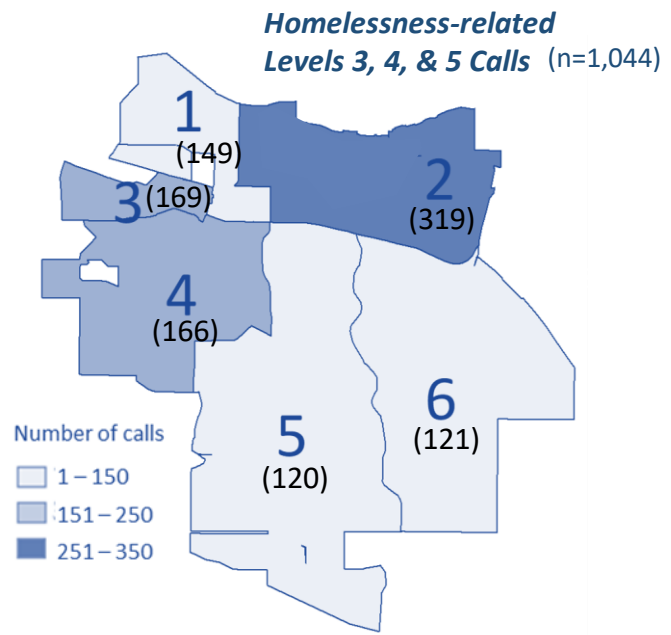 Homelessness-related
Levels 3, 4, & 5 Calls (n=1,044)
1
(149)
2
(319)
3 (169)
4
(166)
5
(120)
6
(121)
Number of calls
1 – 150
151 – 250
251 – 350